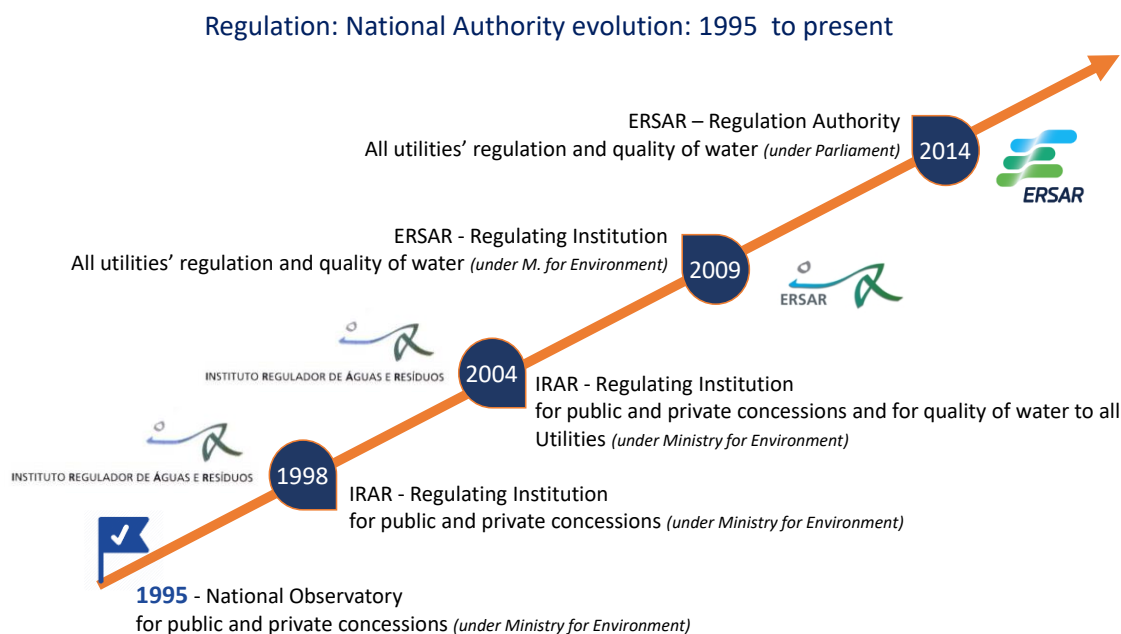 Regulation: National Authority evolution: 1995 to present
ERSAR – Regulation Authority
All utilities' regulation and quality of water (under Parliament)
2014
ERSAR
ERSAR - Regulating Institution
All utilities' regulation and quality of water (under M. for Environment)
2009
ERSAR
INSTITUTO REGULADOR DE ÁGUAS E RESÍDUOS
2004
IRAR - Regulating Institution
for public and private concessions and for quality of water to all
Utilities (under Ministry for Environment)
INSTITUTO REGULADOR DE ÁGUAS E RESÍDUOS
1998
IRAR - Regulating Institution
for public and private concessions (under Ministry for Environment)
1995 - National Observatory
for public and private concessions (under Ministry for Environment)